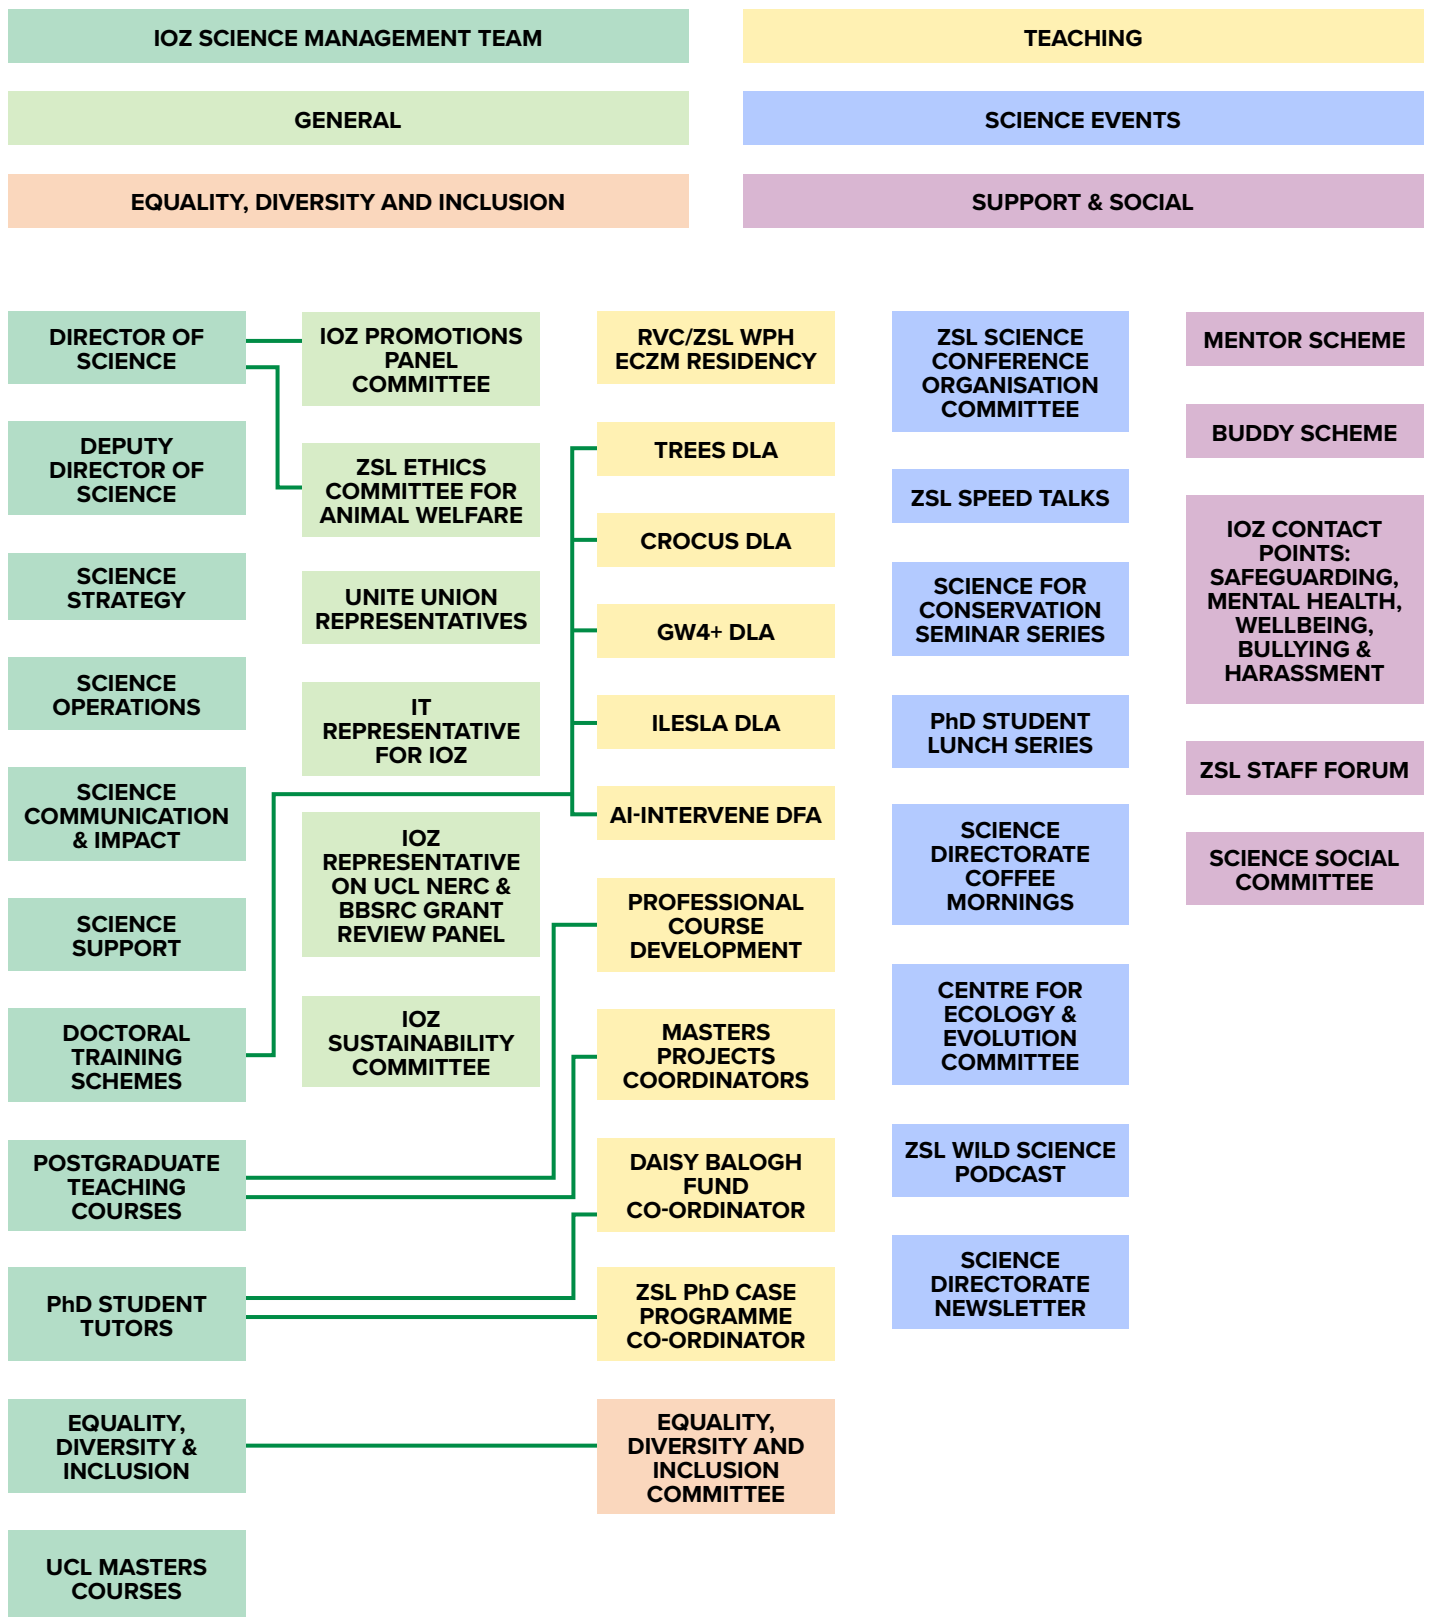 IOZ SCIENCE MANAGEMENT TEAM
TEACHING
GENERAL
SCIENCE EVENTS
EQUALITY, DIVERSITY AND INCLUSION
SUPPORT & SOCIAL
DIRECTOR OF
SCIENCE
DEPUTY
DIRECTOR OF
SCIENCE
SCIENCE
STRATEGY
SCIENCE
OPERATIONS
SCIENCE
COMMUNICATION
& IMPACT
SCIENCE
SUPPORT
DOCTORAL
TRAINING
SCHEMES
POSTGRADUATE
TEACHING
COURSES
PhD STUDENT
TUTORS
EQUALITY,
DIVERSITY &
INCLUSION
UCL MASTERS
COURSES
IOZ PROMOTIONS
PANEL
COMMITTEE
ZSL ETHICS
COMMITTEE FOR
ANIMAL WELFARE
UNITE UNION
REPRESENTATIVES
IT
REPRESENTATIVE
FOR IOZ
IOZ
REPRESENTATIVE
ON UCL NERC &
BBSRC GRANT
REVIEW PANEL
IOZ
SUSTAINABILITY
COMMITTEE
RVC/ZSL WPH
ECZM RESIDENCY
TREES DLA
CROCUS DLA
GW4+ DLA
ILESLA DLA
AI-INTERVENE DFA
PROFESSIONAL
COURSE
DEVELOPMENT
MASTERS
PROJECTS
COORDINATORS
DAISY BALOGH
FUND
CO-ORDINATOR
ZSL PhD CASE
PROGRAMME
CO-ORDINATOR
EQUALITY,
DIVERSITY AND
INCLUSION
COMMITTEE
ZSL SCIENCE
CONFERENCE
ORGANISATION
COMMITTEE
ZSL SPEED TALKS
SCIENCE FOR
CONSERVATION
SEMINAR SERIES
PhD STUDENT
LUNCH SERIES
SCIENCE
DIRECTORATE
COFFEE
MORNINGS
CENTRE FOR
ECOLOGY &
EVOLUTION
COMMITTEE
ZSL WILD SCIENCE
PODCAST
SCIENCE
DIRECTORATE
NEWSLETTER
MENTOR SCHEME
BUDDY SCHEME
IOZ CONTACT
POINTS:
SAFEGUARDING,
MENTAL HEALTH,
WELLBEING,
BULLYING &
HARASSMENT
ZSL STAFF FORUM
SCIENCE SOCIAL
COMMITTEE